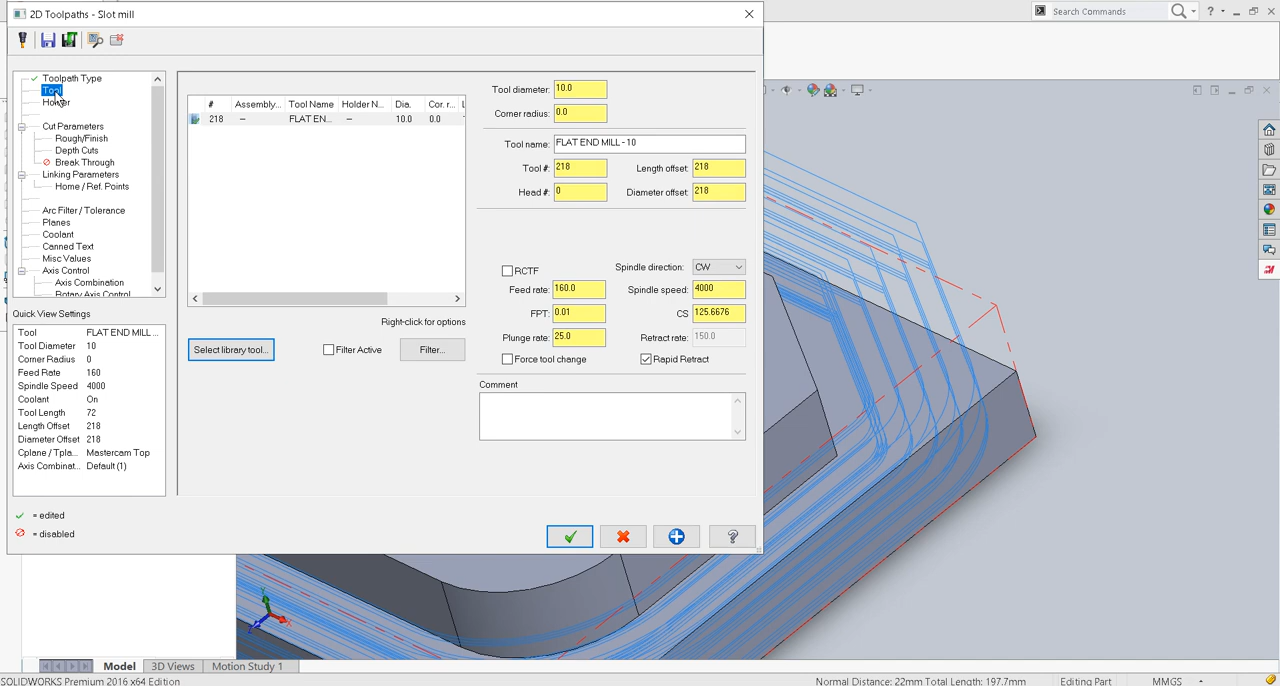 2D Toolpaths - Slot mill
Search Commands
Toolpath Type
Tool
Holder
Cut Parameters
Rough/Finish
Depth Cuts
Break Through
Linking Parameters
Home / Ref. Points
Arc Filter / Tolerance
Planes
Coolant
Canned Text
Misc Values
Axis Control
Axis Combination
Rotary Axis Control
# Assembly... Tool Name Holder N... Dia. Cor. r...
218 -- FLAT EN... -- 10.0 0.0
Right-click for options
Select library tool...
Filter Active
Filter...
Tool diameter: 10.0
Corner radius: 0.0
Tool name: FLAT END MILL - 10
Tool #: 218 Length offset: 218
Head #: 0 Diameter offset: 218
RCTF Spindle direction: CW
Feed rate: 160.0 Spindle speed: 4000
FPT: 0.01 CS 125.6676
Plunge rate: 25.0 Retract rate: 150.0
Force tool change Rapid Retract
Comment
Quick View Settings
Tool FLAT END MILL ...
Tool Diameter 10
Corner Radius 0
Feed Rate 160
Spindle Speed 4000
Coolant On
Tool Length 72
Length Offset 218
Diameter Offset 218
Cplane / Tpla... Mastercam Top
Axis Combinat... Default (1)
= edited
= disabled
Model 3D Views Motion Study 1
SOLIDWORKS Premium 2016 x64 Edition
Normal Distance: 22mm Total Length: 197.7mm
Editing Part
MMGS